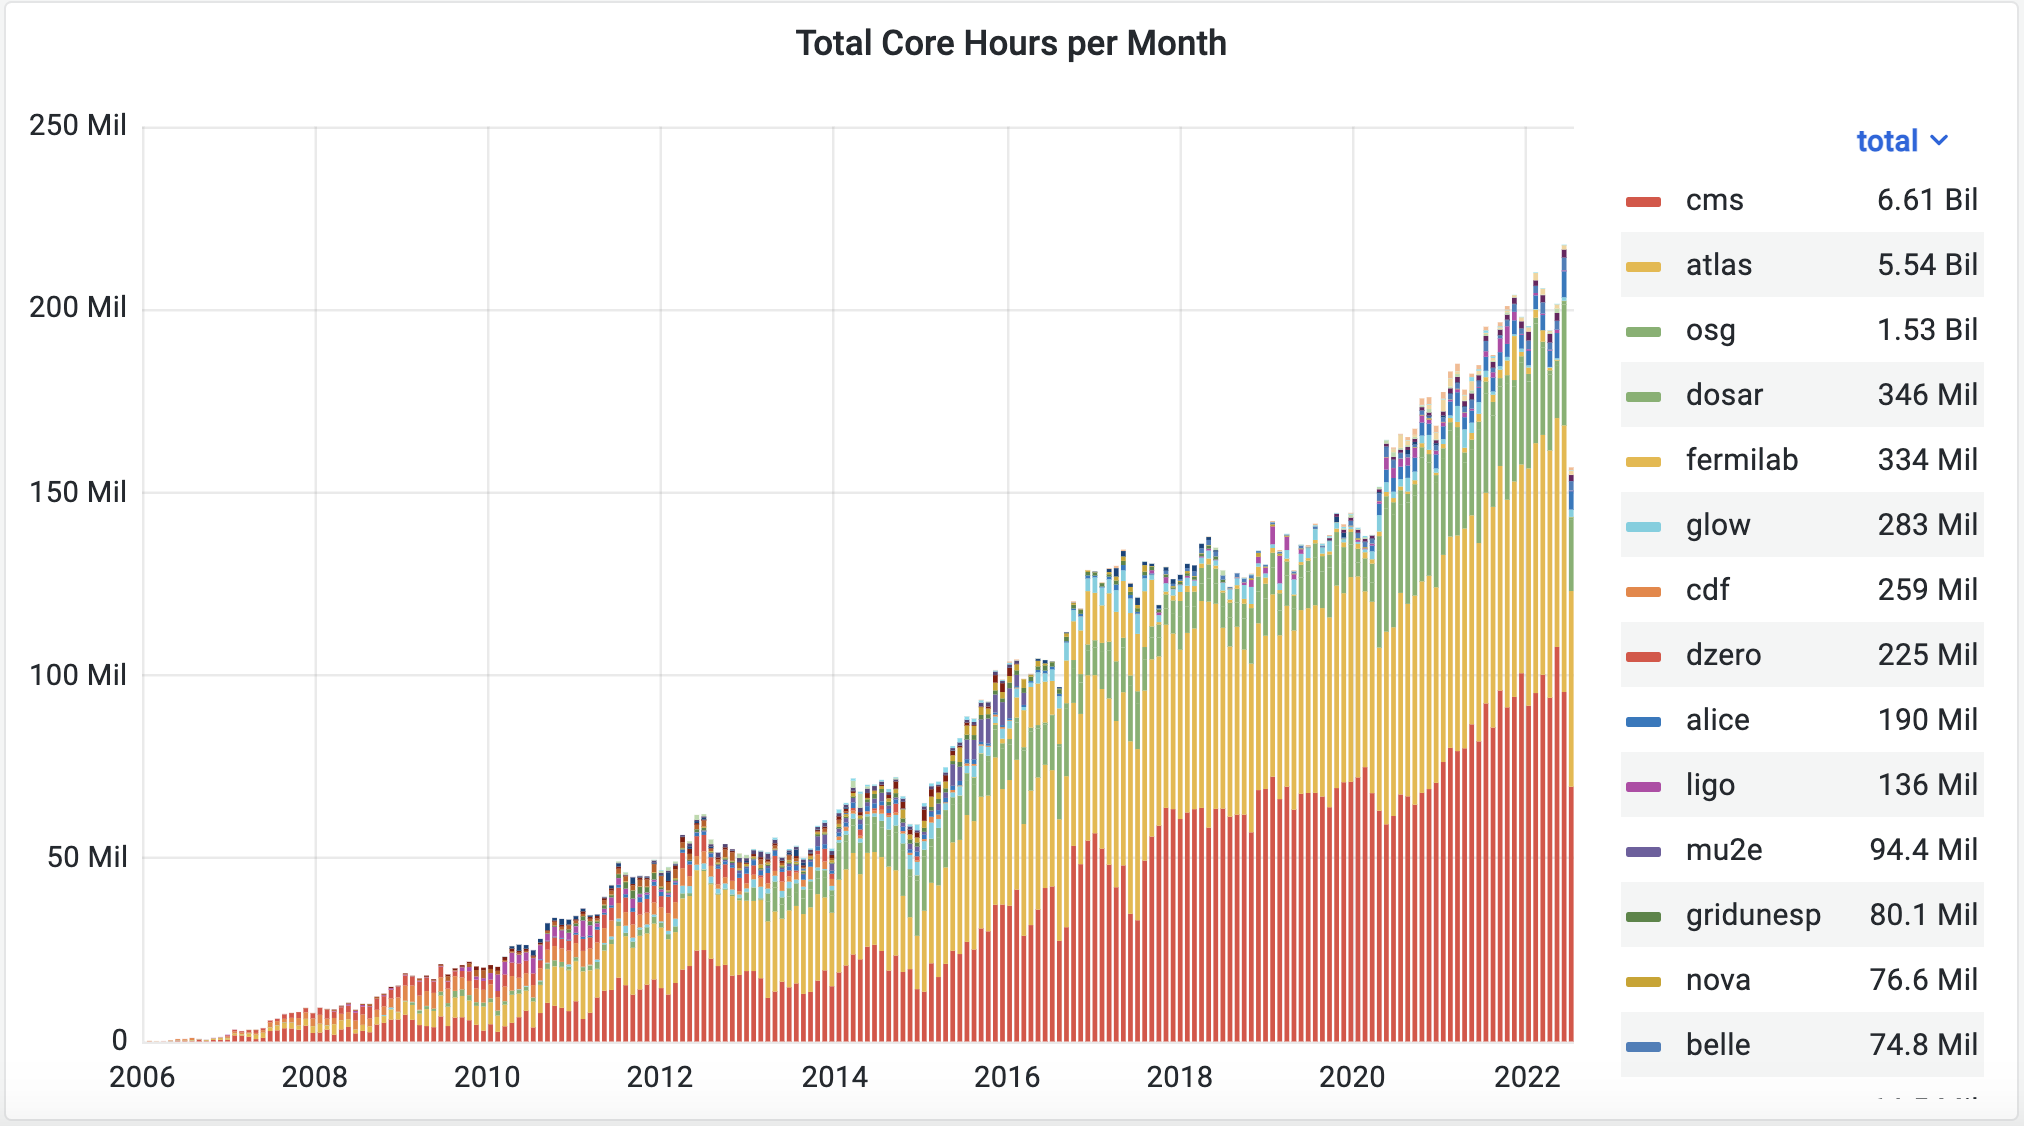 Total Core Hours per Month
250 Mil
200 Mil
150 Mil
100 Mil
50 Mil
0
2006 2008 2010 2012 2014 2016 2018 2020 2022
total
cms 6.61 Bil
atlas 5.54 Bil
osg 1.53 Bil
dosar 346 Mil
fermilab 334 Mil
glow 283 Mil
cdf 259 Mil
dzero 225 Mil
alice 190 Mil
ligo 136 Mil
mu2e 94.4 Mil
gridunesp 80.1 Mil
nova 76.6 Mil
belle 74.8 Mil